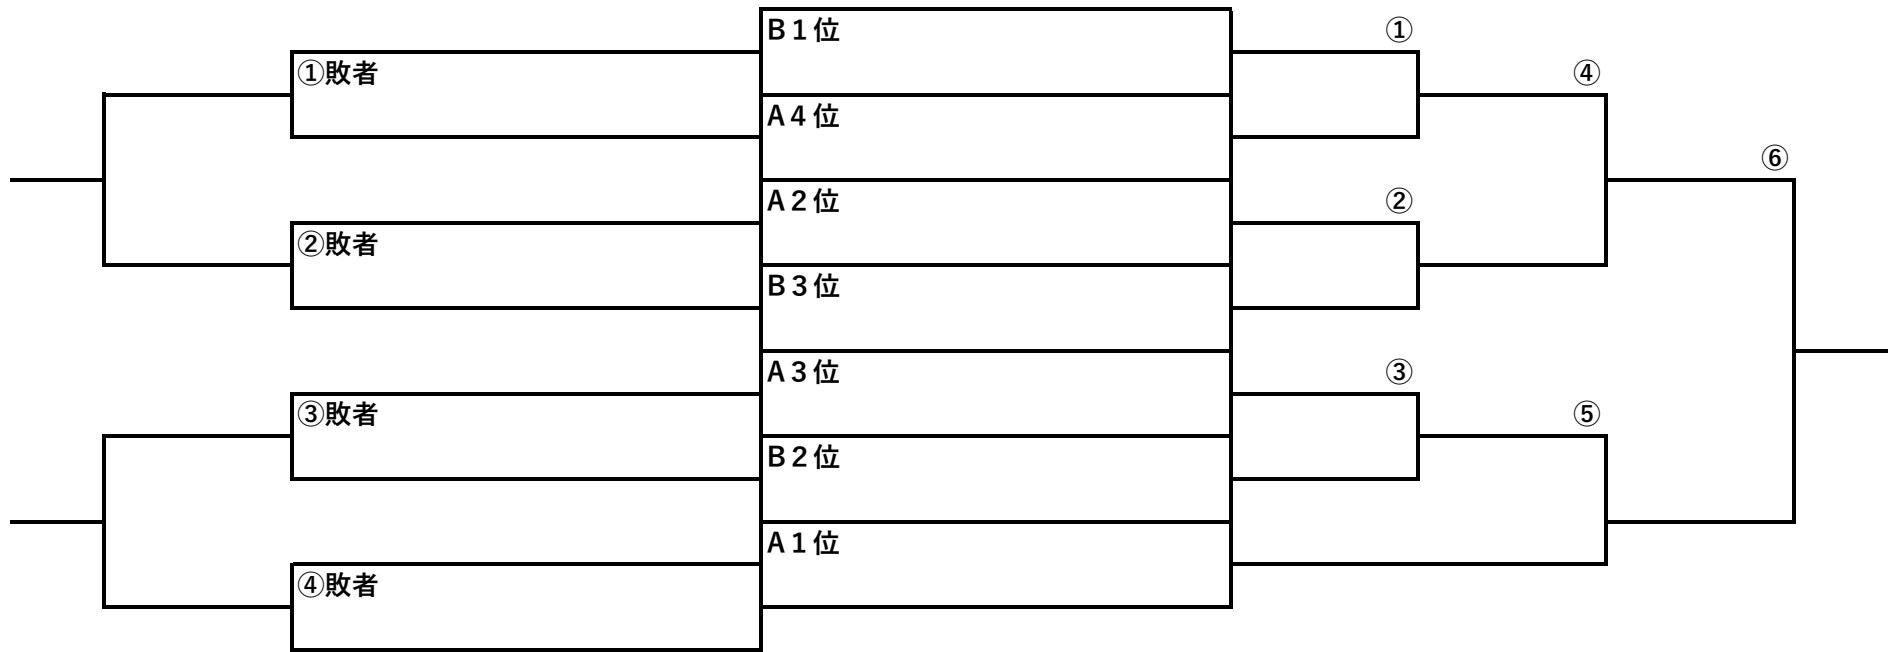 B1位
①
①敗者
④
A4位
⑥
A2位
②
②敗者
B3位
A3位
③
③敗者
⑤
B2位
A1位
④敗者